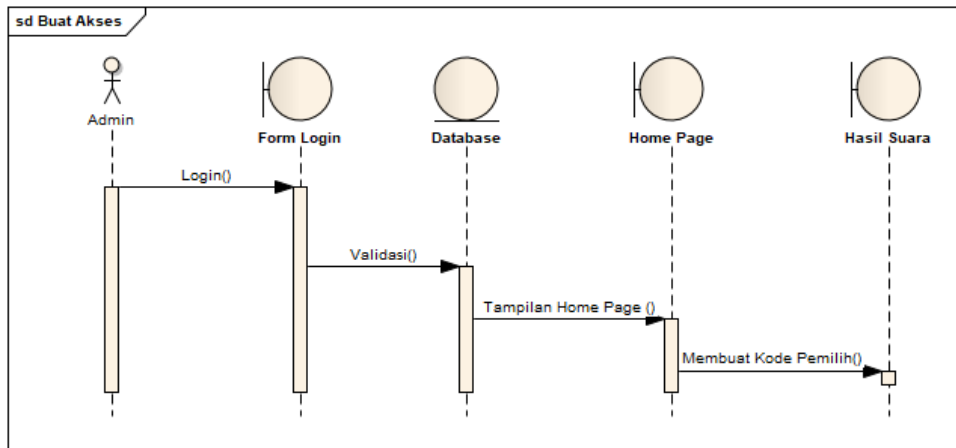 sd Buat Akses
Admin
Form Login
Database
Home Page
Hasil Suara
Login()
Validasi()
Tampilan Home Page ()
Membuat Kode Pemilih()